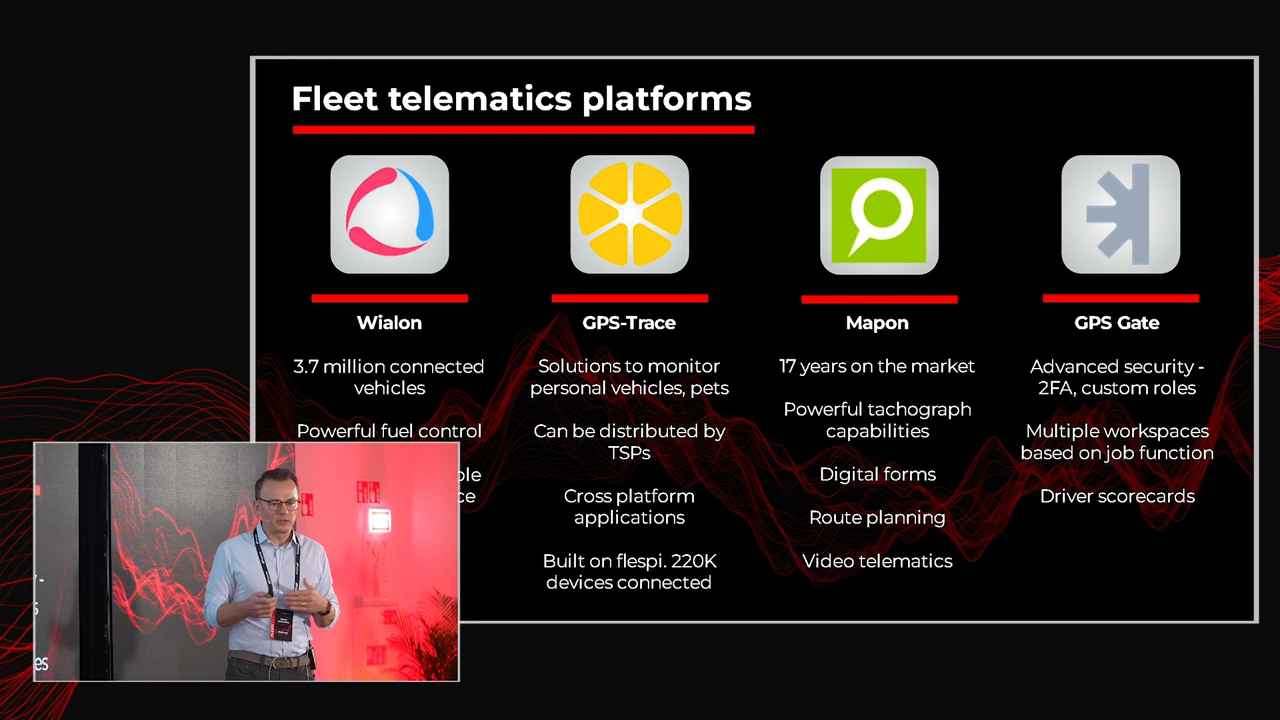 Fleet telematics platforms
Wialon
3.7 million connected
vehicles
Powerful fuel control
GPS-Trace
Solutions to monitor
personal vehicles, pets
Can be distributed by
TSPs
Cross platform
applications
Built on flespi. 220K
devices connected
Mapon
17 years on the market
Powerful tachograph
capabilities
Digital forms
Route planning
Video telematics
GPS Gate
Advanced security -
2FA, custom roles
Multiple workspaces
based on job function
Driver scorecards